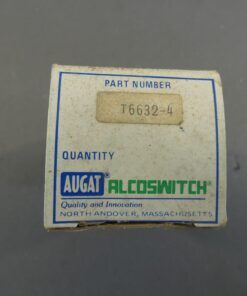 PART NUMBER
T6632-4
QUANTITY
AUGAT® ALCOSWITCH®
Quality and Innovation
NORTH ANDOVER, MASSACHUSETTS